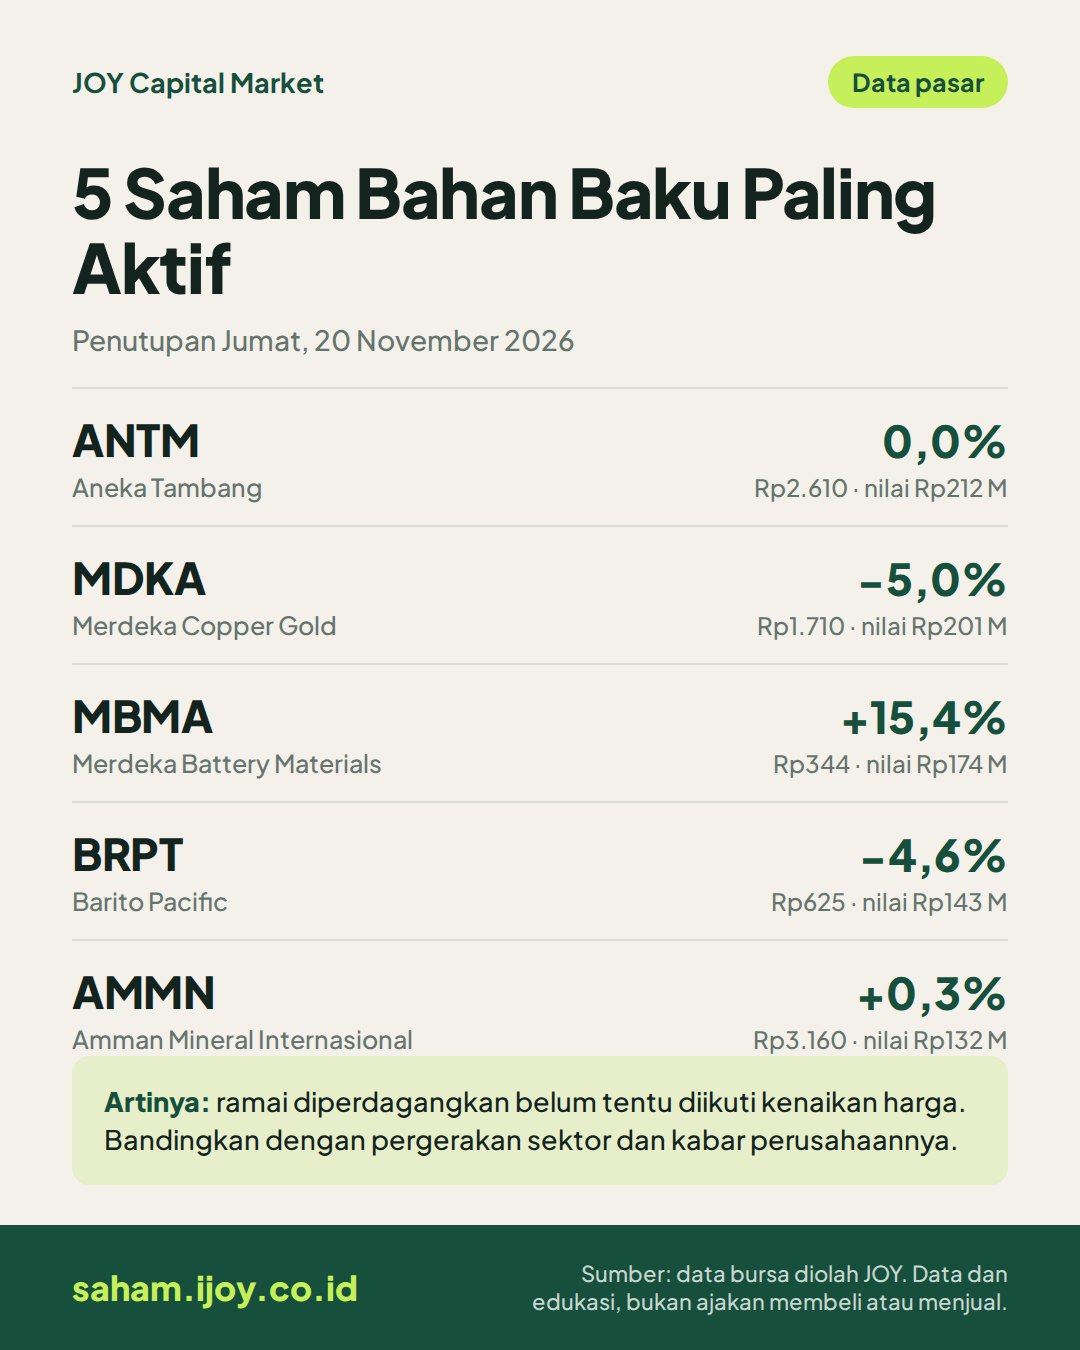 JOY Capital Market
Data pasar
5 Saham Bahan Baku Paling
Aktif
Penutupan Jumat, 20 November 2026
ANTM
0,0%
Aneka Tambang
Rp2.610 · nilai Rp212 M
MDKA
−5,0%
Merdeka Copper Gold
Rp1.710 · nilai Rp201 M
MBMA
+15,4%
Merdeka Battery Materials
Rp344 · nilai Rp174 M
BRPT
−4,6%
Barito Pacific
Rp625 · nilai Rp143 M
AMMN
+0,3%
Amman Mineral Internasional
Rp3.160 · nilai Rp132 M
Artinya: ramai diperdagangkan belum tentu diikuti kenaikan harga.
Bandingkan dengan pergerakan sektor dan kabar perusahaannya.
saham.ijoy.co.id
Sumber: data bursa diolah JOY. Data dan
edukasi, bukan ajakan membeli atau menjual.